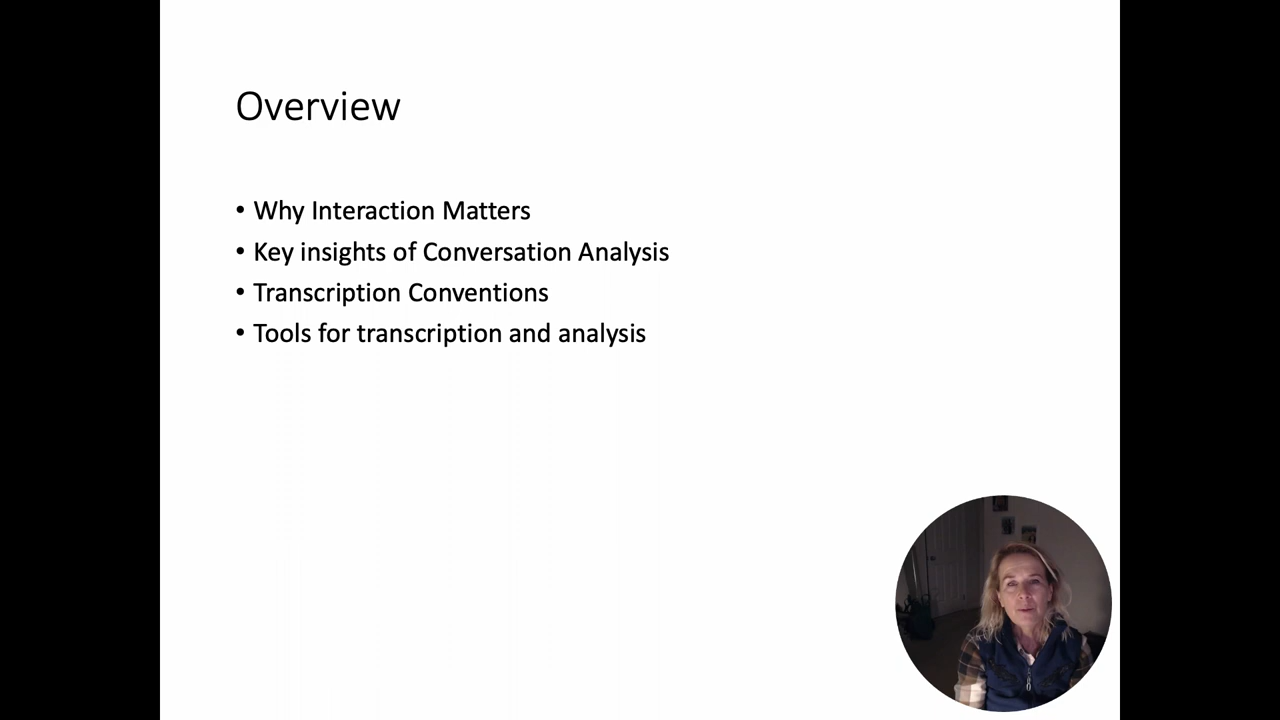 Overview
• Why Interaction Matters
• Key insights of Conversation Analysis
• Transcription Conventions
• Tools for transcription and analysis